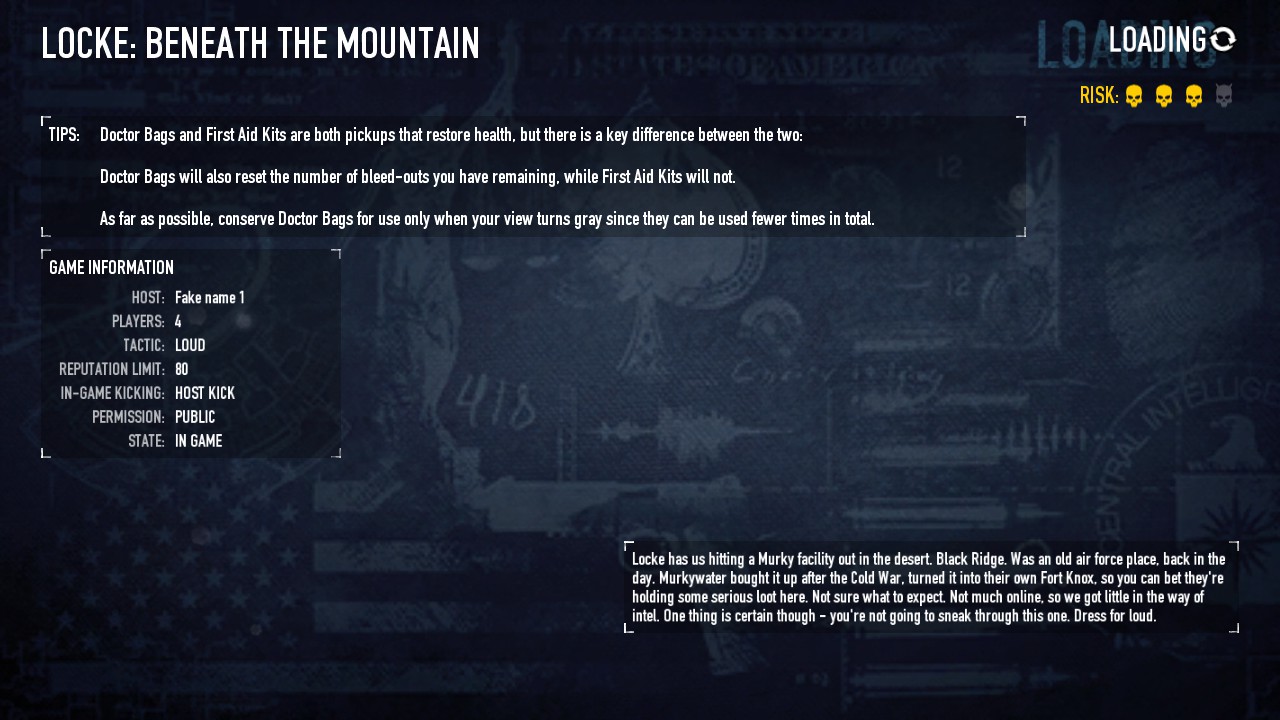 LOCKE: BENEATH THE MOUNTAIN
LOADING
LOADING
RISK:
TIPS: Doctor Bags and First Aid Kits are both pickups that restore health, but there is a key difference between the two:
Doctor Bags will also reset the number of bleed-outs you have remaining, while First Aid Kits will not.
As far as possible, conserve Doctor Bags for use only when your view turns gray since they can be used fewer times in total.
GAME INFORMATION
HOST: Fake name 1
PLAYERS: 4
TACTIC: LOUD
REPUTATION LIMIT: 80
IN-GAME KICKING: HOST KICK
PERMISSION: PUBLIC
STATE: IN GAME
12
12
418
CENTRAL INTELLIGE
Locke has us hitting a Murky facility out in the desert. Black Ridge. Was an old air force place, back in the
day. Murkywater bought it up after the Cold War, turned it into their own Fort Knox, so you can bet they're
holding some serious loot here. Not sure what to expect. Not much online, so we got little in the way of
intel. One thing is certain though - you're not going to sneak through this one. Dress for loud.